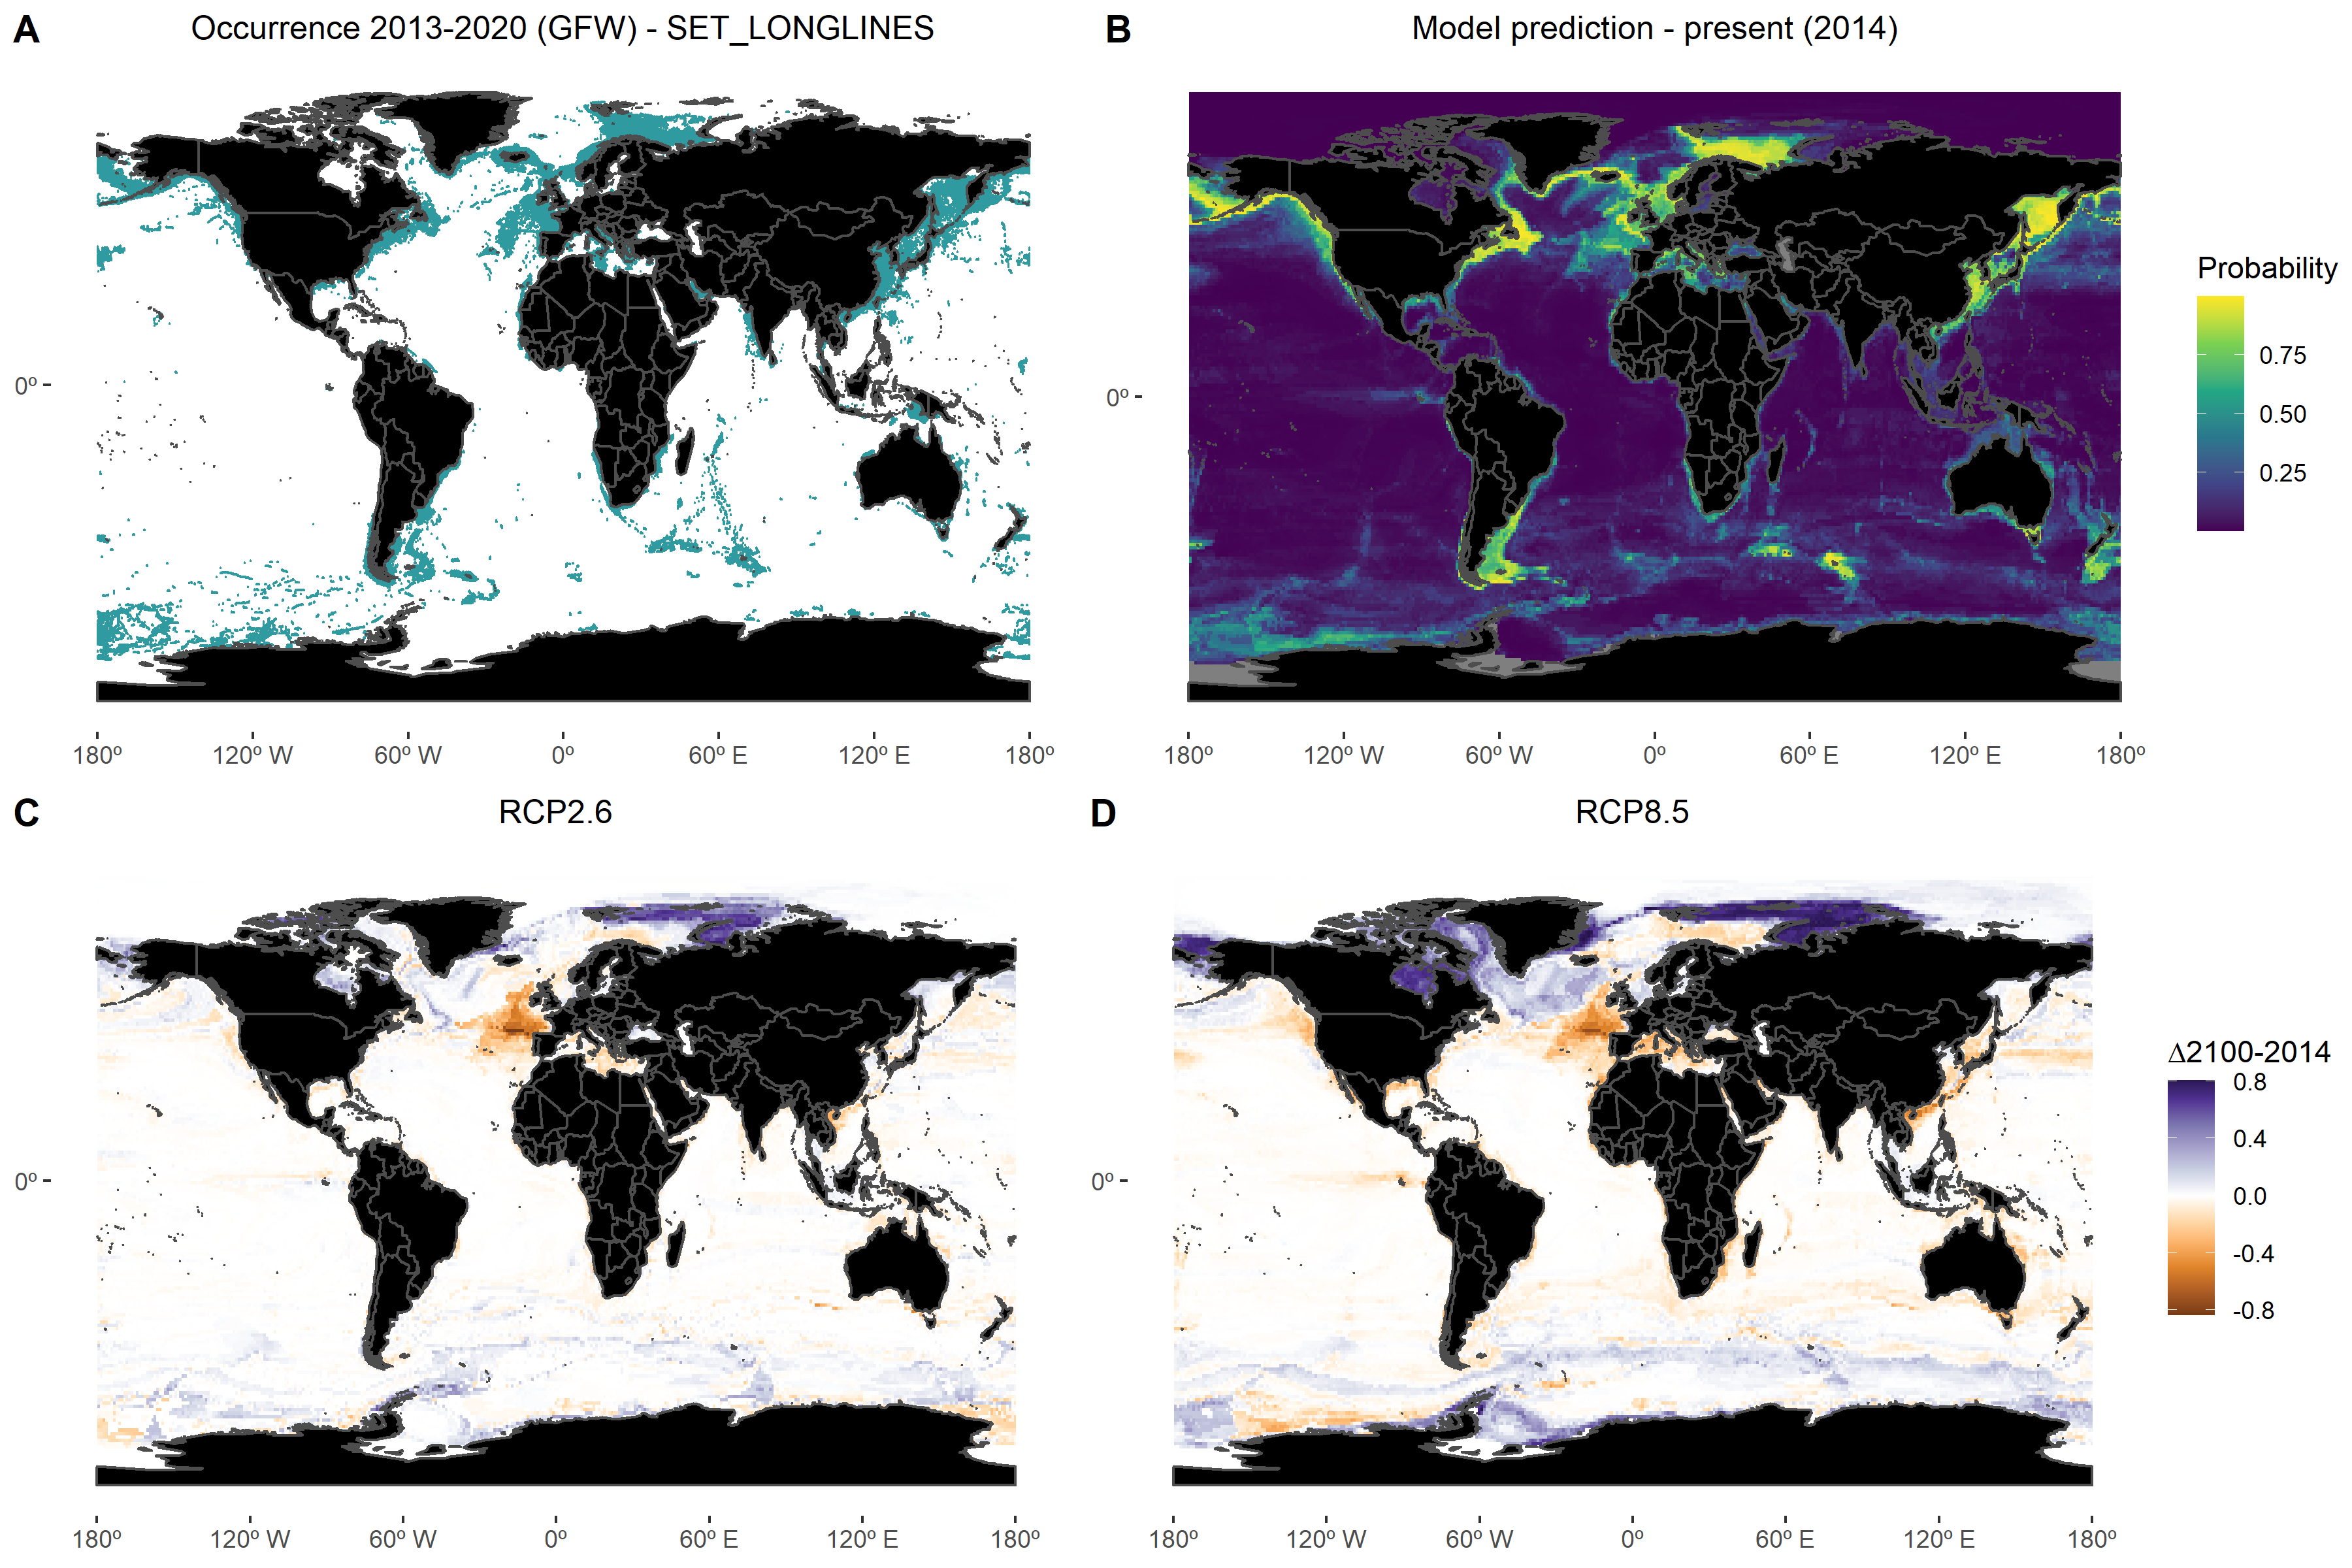 A
Occurrence 2013-2020 (GFW) - SET_LONGLINES
0º
180º 120º W 60º W 0º 60º E 120º E 180º
B
Model prediction - present (2014)
0º
180º 120º W 60º W 0º 60º E 120º E 180º
Probability
0.75
0.50
0.25
C
RCP2.6
0º
180º 120º W 60º W 0º 60º E 120º E 180º
D
RCP8.5
0º
180º 120º W 60º W 0º 60º E 120º E 180º
Δ2100-2014
0.8
0.4
0.0
-0.4
-0.8